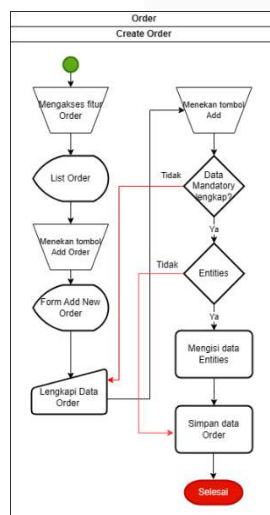 Order
Create Order
Mengakses fitur
Order
List Order
Menekan tombol
Add Order
Form Add New
Order
Lengkapi Data
Order
Menekan tombol
Add
Tidak
Data
Mandatory
lengkap?
Ya
Tidak
Entities
Ya
Mengisi data
Entities
Simpan data
Order
Selesai